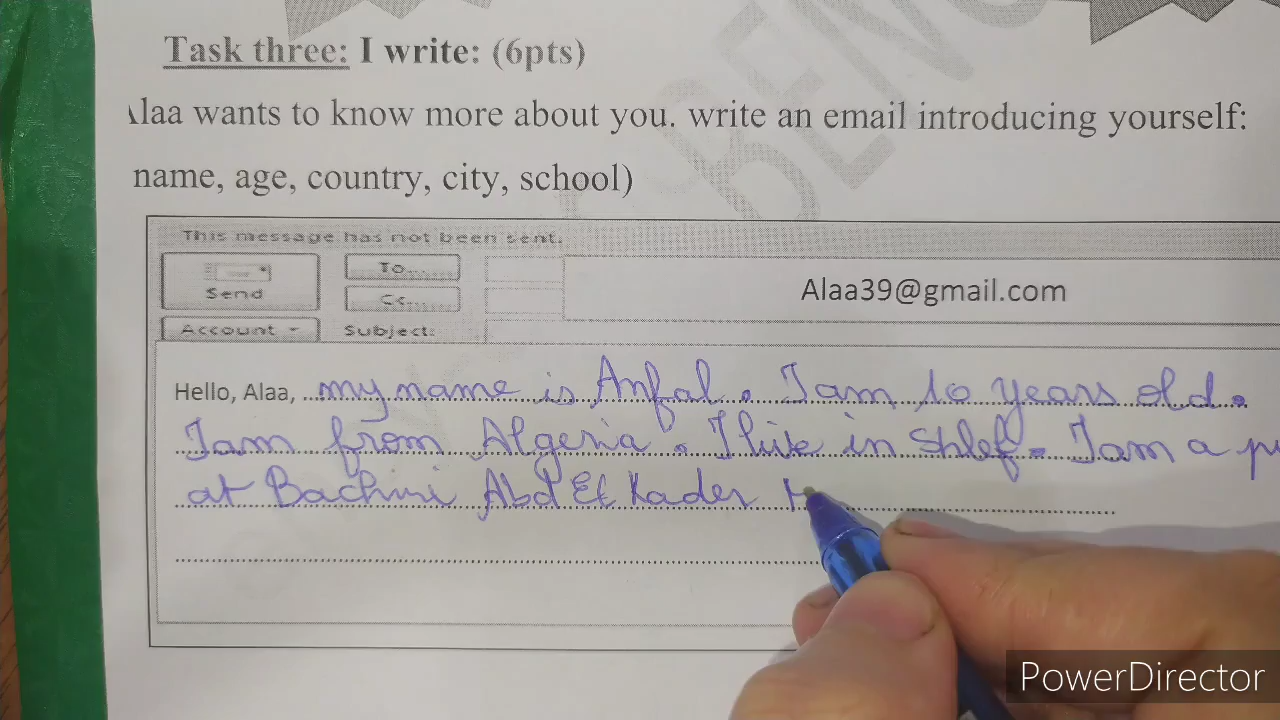 Task three: I write: (6pts)
Alaa wants to know more about you. write an email introducing yourself:
name, age, country, city, school)
This message has not been sent.
Send
To
Cc
Alaa39@gmail.com
Account
Subject:
Hello, Alaa, my name is Anfal. I am 10 years old.
I am from Algeria. I live in Shlef. I am a
at Bachiri Abd El Kader
PowerDirector